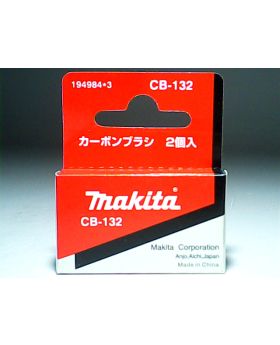 194984*3 CB-132
カーボンブラシ 2個入
makita
CB-132
Makita Corporation
Anjo,Aichi,Japan
Made in China